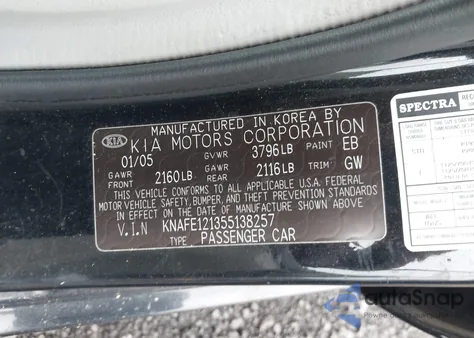 MANUFACTURED IN KOREA BY
KIA KIA MOTORS CORPORATION
01/05 GVWR 3796LB PAINT EB
GAWR FRONT 2160LB GAWR REAR 2116LB TRIM GW
THIS VEHICLE CONFORMS TO ALL APPLICABLE U.S.A. FEDERAL
MOTOR VEHICLE SAFETY, BUMPER, AND THEFT PREVENTION STANDARDS
IN EFFECT ON THE DATE OF MANUFACTURE SHOWN ABOVE.
V.I.N KNAFE121355138257
TYPE PASSENGER CAR
SPECTRA
autoSnap